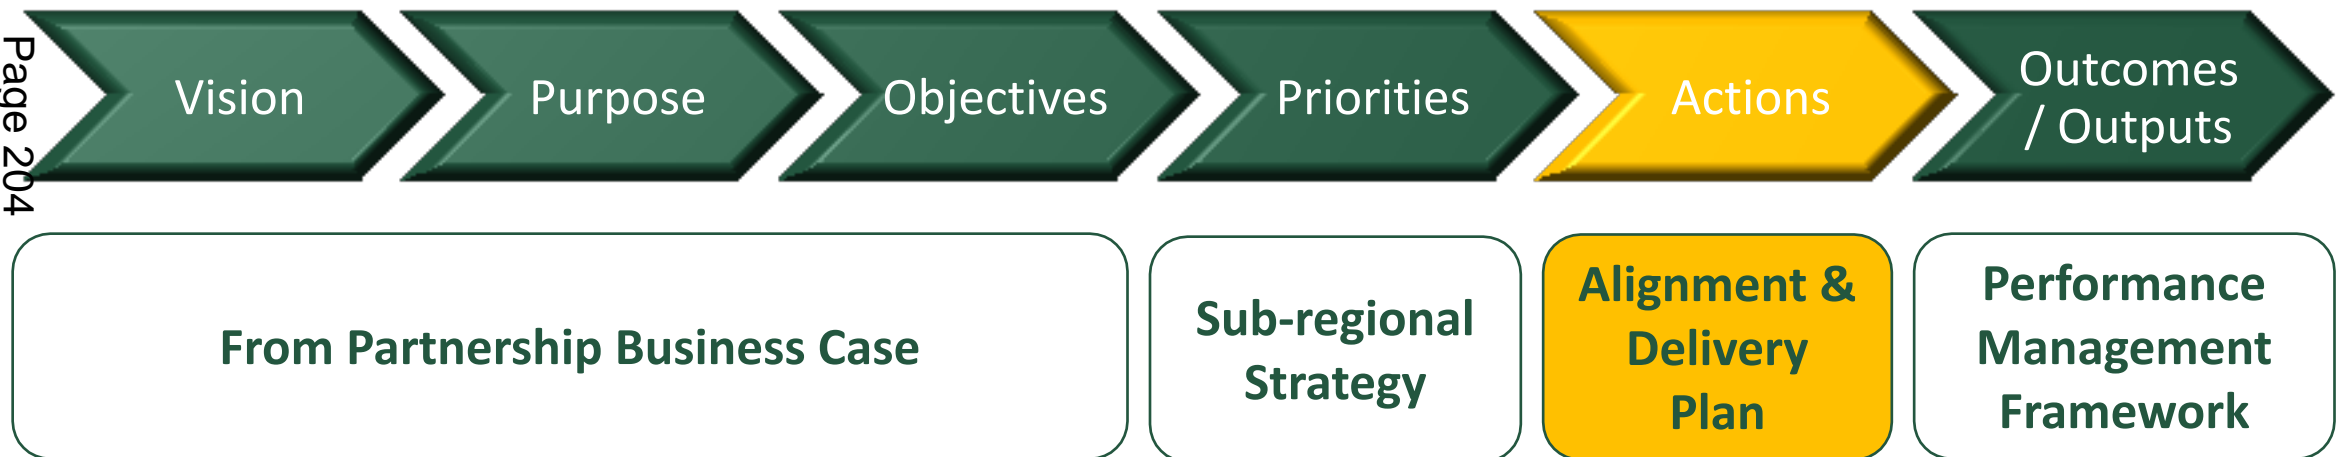 Page 204
Vision
Purpose
Objectives
Priorities
Actions
Outcomes
/ Outputs
From Partnership Business Case
Sub-regional
Strategy
Alignment &
Delivery
Plan
Performance
Management
Framework